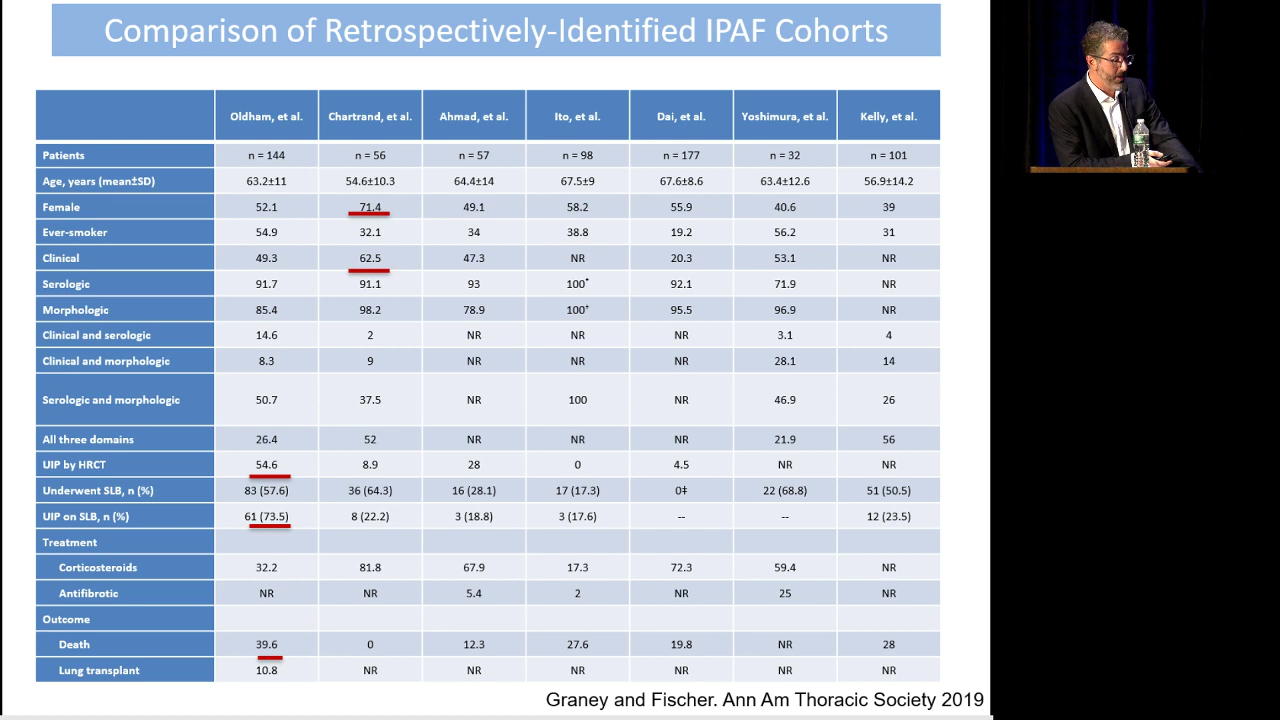 Comparison of Retrospectively-Identified IPAF Cohorts
Oldham, et al. Chartrand, et al. Ahmad, et al. Ito, et al. Dai, et al. Yoshimura, et al. Kelly, et al.
Patients n = 144 n = 56 n = 57 n = 98 n = 177 n = 32 n = 101
Age, years (mean±SD) 63.2±11 54.6±10.3 64.4±14 67.5±9 67.6±8.6 63.4±12.6 56.9±14.2
Female 52.1 71.4 49.1 58.2 55.9 40.6 39
Ever-smoker 54.9 32.1 34 38.8 19.2 56.2 31
Clinical 49.3 62.5 47.3 NR 20.3 53.1 NR
Serologic 91.7 91.1 93 100* 92.1 71.9 NR
Morphologic 85.4 98.2 78.9 100⁺ 95.5 96.9 NR
Clinical and serologic 14.6 2 NR NR NR 3.1 4
Clinical and morphologic 8.3 9 NR NR NR 28.1 14
Serologic and morphologic 50.7 37.5 NR 100 NR 46.9 26
All three domains 26.4 52 NR NR NR 21.9 56
UIP by HRCT 54.6 8.9 28 0 4.5 NR NR
Underwent SLB, n (%) 83 (57.6) 36 (64.3) 16 (28.1) 17 (17.3) 0‡ 22 (68.8) 51 (50.5)
UIP on SLB, n (%) 61 (73.5) 8 (22.2) 3 (18.8) 3 (17.6) -- -- 12 (23.5)
Treatment
Corticosteroids 32.2 81.8 67.9 17.3 72.3 59.4 NR
Antifibrotic NR NR 5.4 2 NR 25 NR
Outcome
Death 39.6 0 12.3 27.6 19.8 NR 28
Lung transplant 10.8 NR NR NR NR NR NR
Graney and Fischer. Ann Am Thoracic Society 2019